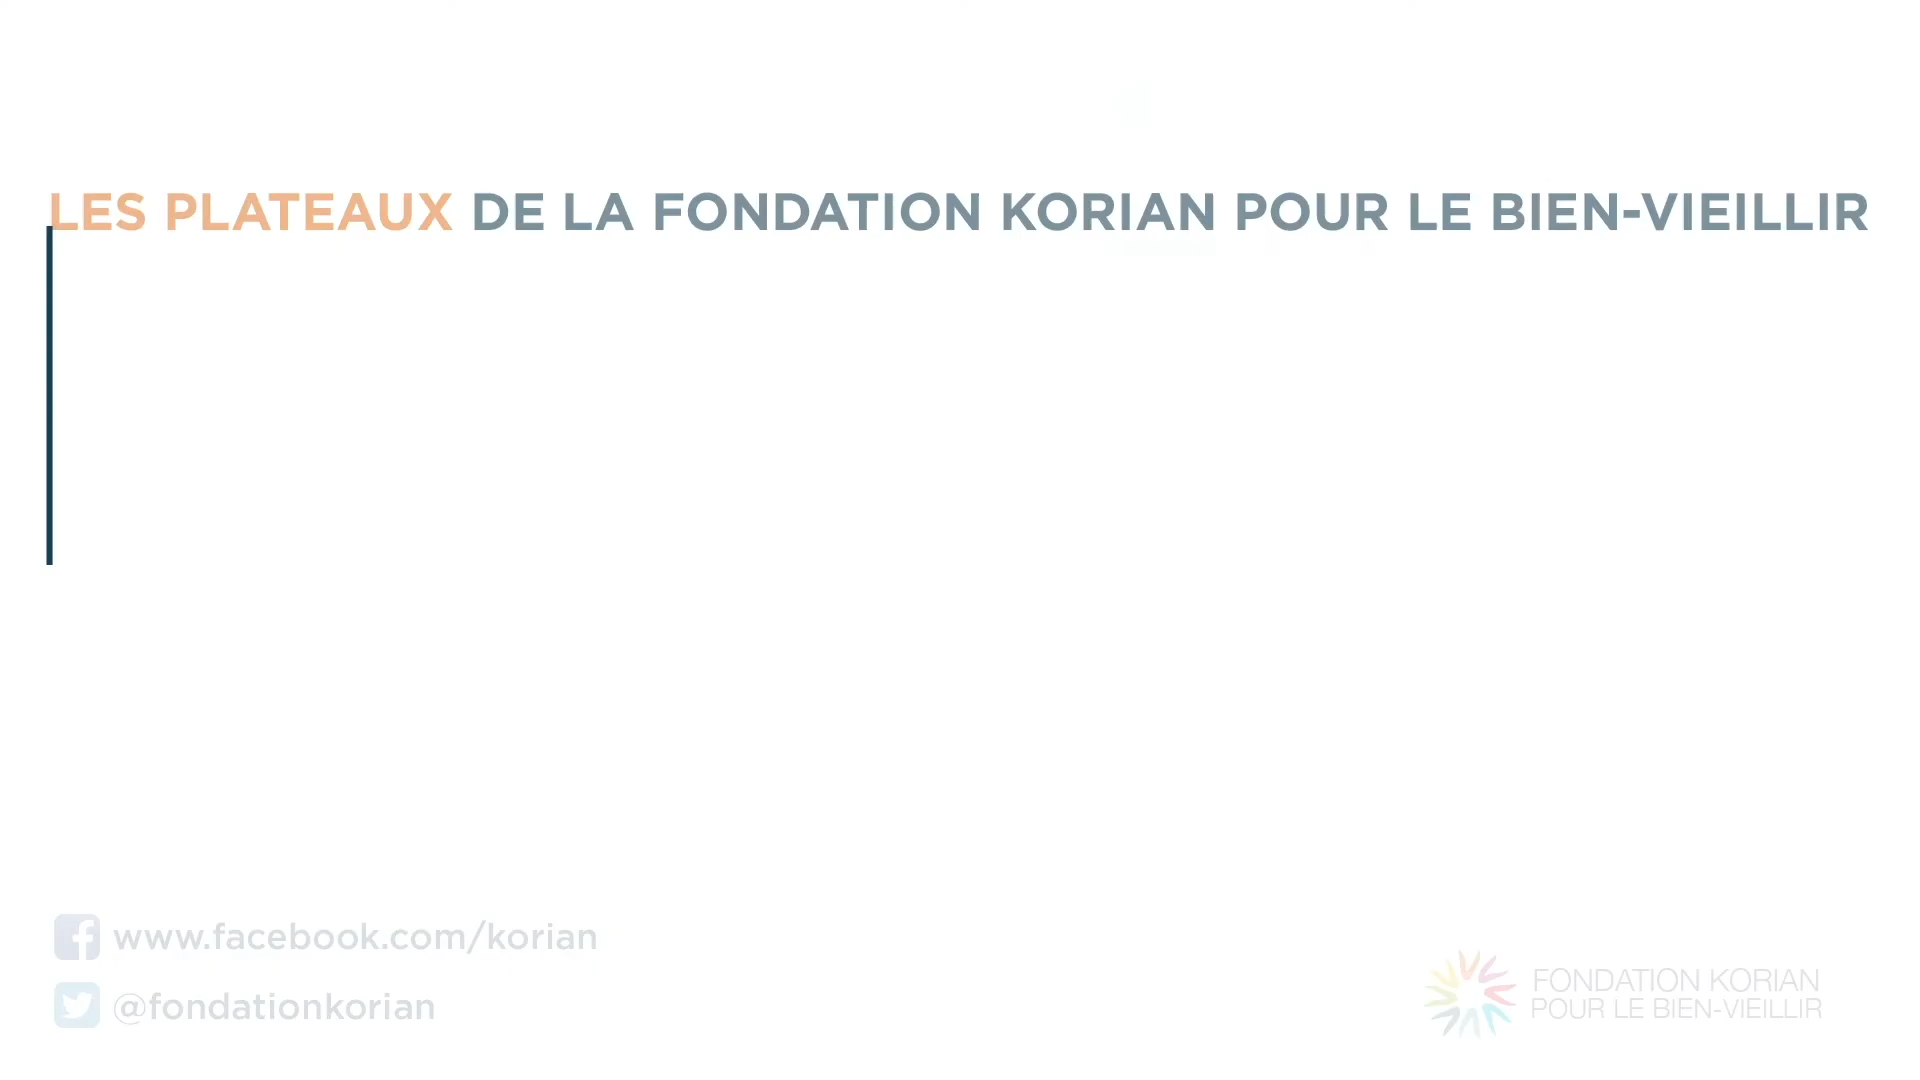 LES PLATEAUX DE LA FONDATION KORIAN POUR LE BIEN-VIEILLIR
www.facebook.com/korian
@fondationkorian
FONDATION KORIAN
POUR LE BIEN-VIEILLIR